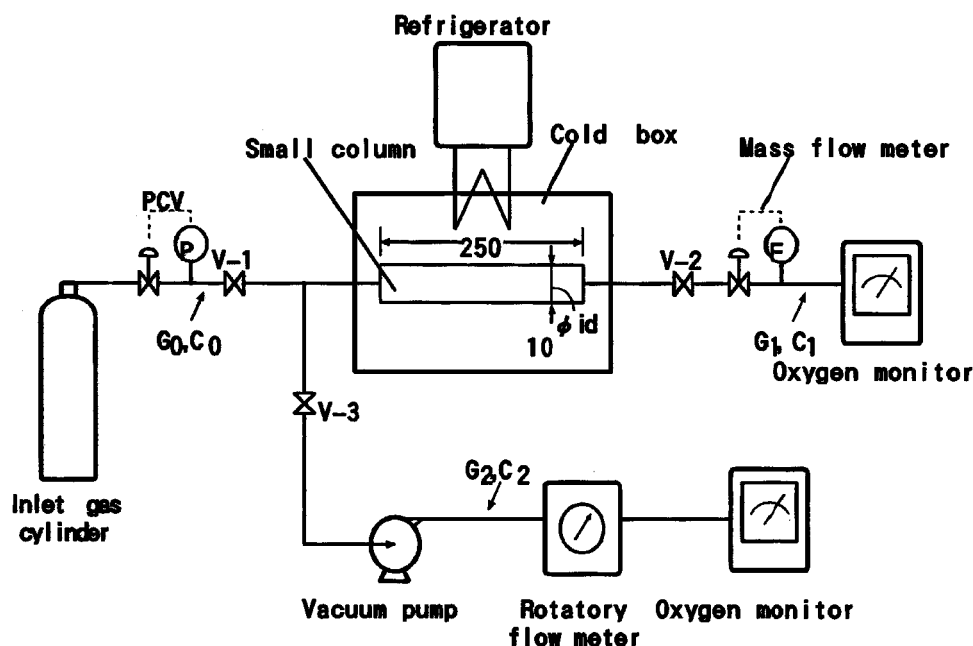 Refrigerator
Small column
Cold box
Mass flow meter
PCV
P
V-1
250
V-2
F
G0,C0
ϕ id
10
G1, C1
Oxygen monitor
V-3
G2,C2
Inlet gas
cylinder
Vacuum pump
Rotatory
flow meter
Oxygen monitor